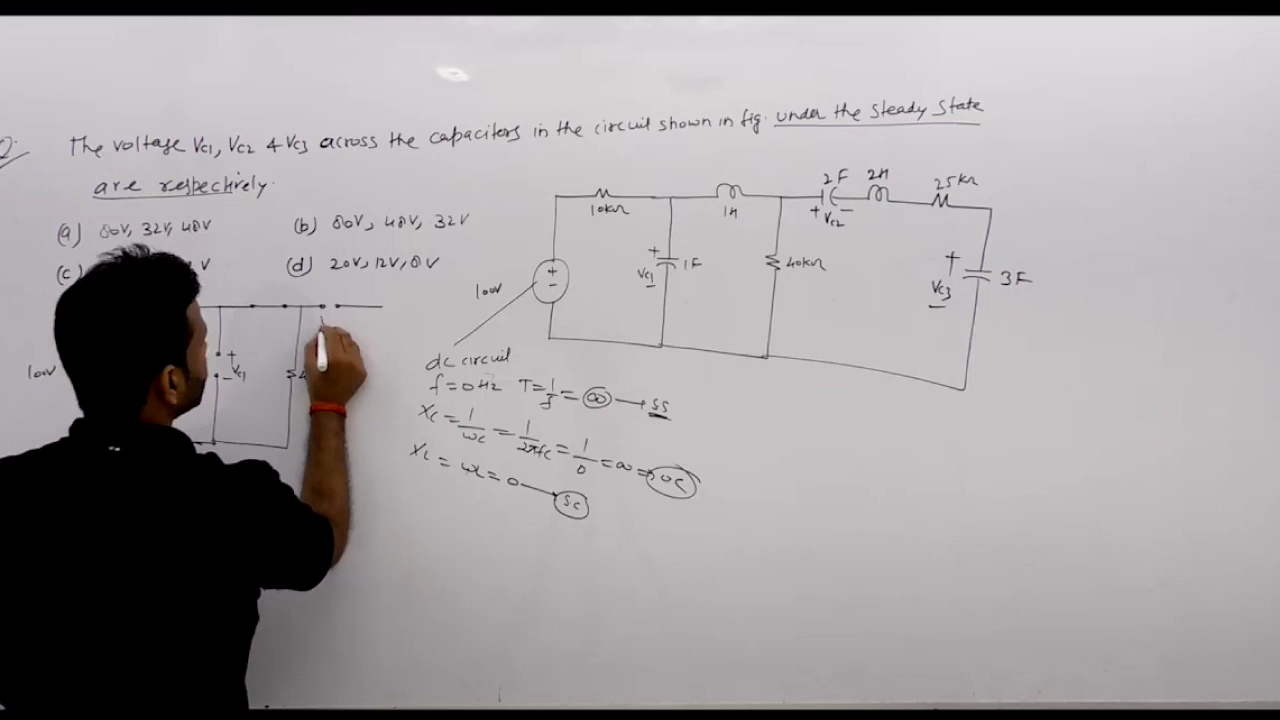 Q:
The voltage Vc1, Vc2 & Vc3 across the capacitors in the circuit shown in fig. under the steady state
are respectively.
(a) 80V, 32V, 48V
(b) 80V, 48V, 32V
(c) V
(d) 20V, 12V, 8V
10kΩ
1H
2F
2H
25kΩ
+ Vc2 −
100V
+
−
+
Vc1
1F
40kΩ
+
Vc3
3F
100V
+
− Vc1
4
dc circuit
f=0Hz T=1/f=∞→SS
Xc=1/ωC=1/2πfC=1/0=∞=OC
XL=ωL=0→SC